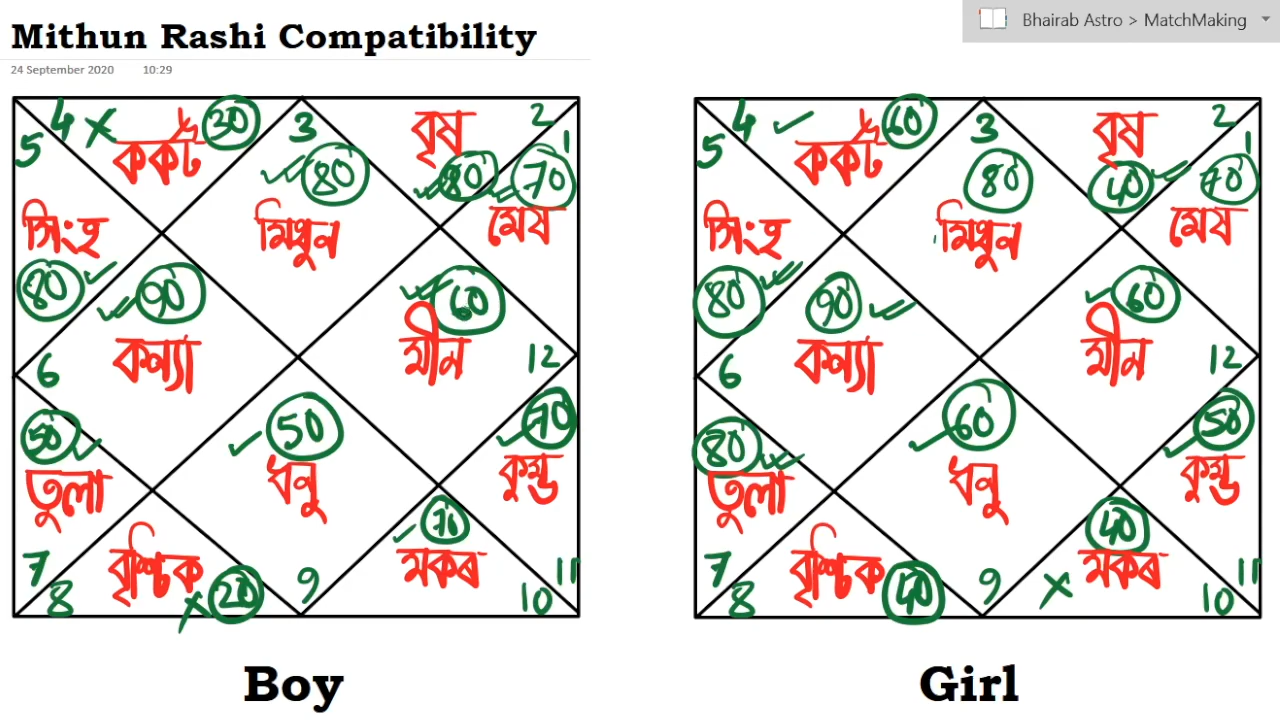 Mithun Rashi Compatibility
Bhairab Astro > MatchMaking
24 September 2020 10:29
4 30 3 2
5 কৰ্কট 80 বৃষ 1
80 70
সিংহ মিথুন মেষ
80 90 60
কন্যা মীন
6 12
50 50 70
তুলা ধনু কুম্ভ
70
7 বৃশ্চিক মকৰ 11
8 20 9 10
Boy
4 60 3 2
5 কৰ্কট 80 বৃষ 1
40 70
সিংহ মিথুন মেষ
80 90 60
কন্যা মীন
6 12
80 60 50
তুলা ধনু কুম্ভ
40
7 বৃশ্চিক মকৰ 11
8 40 9 10
Girl